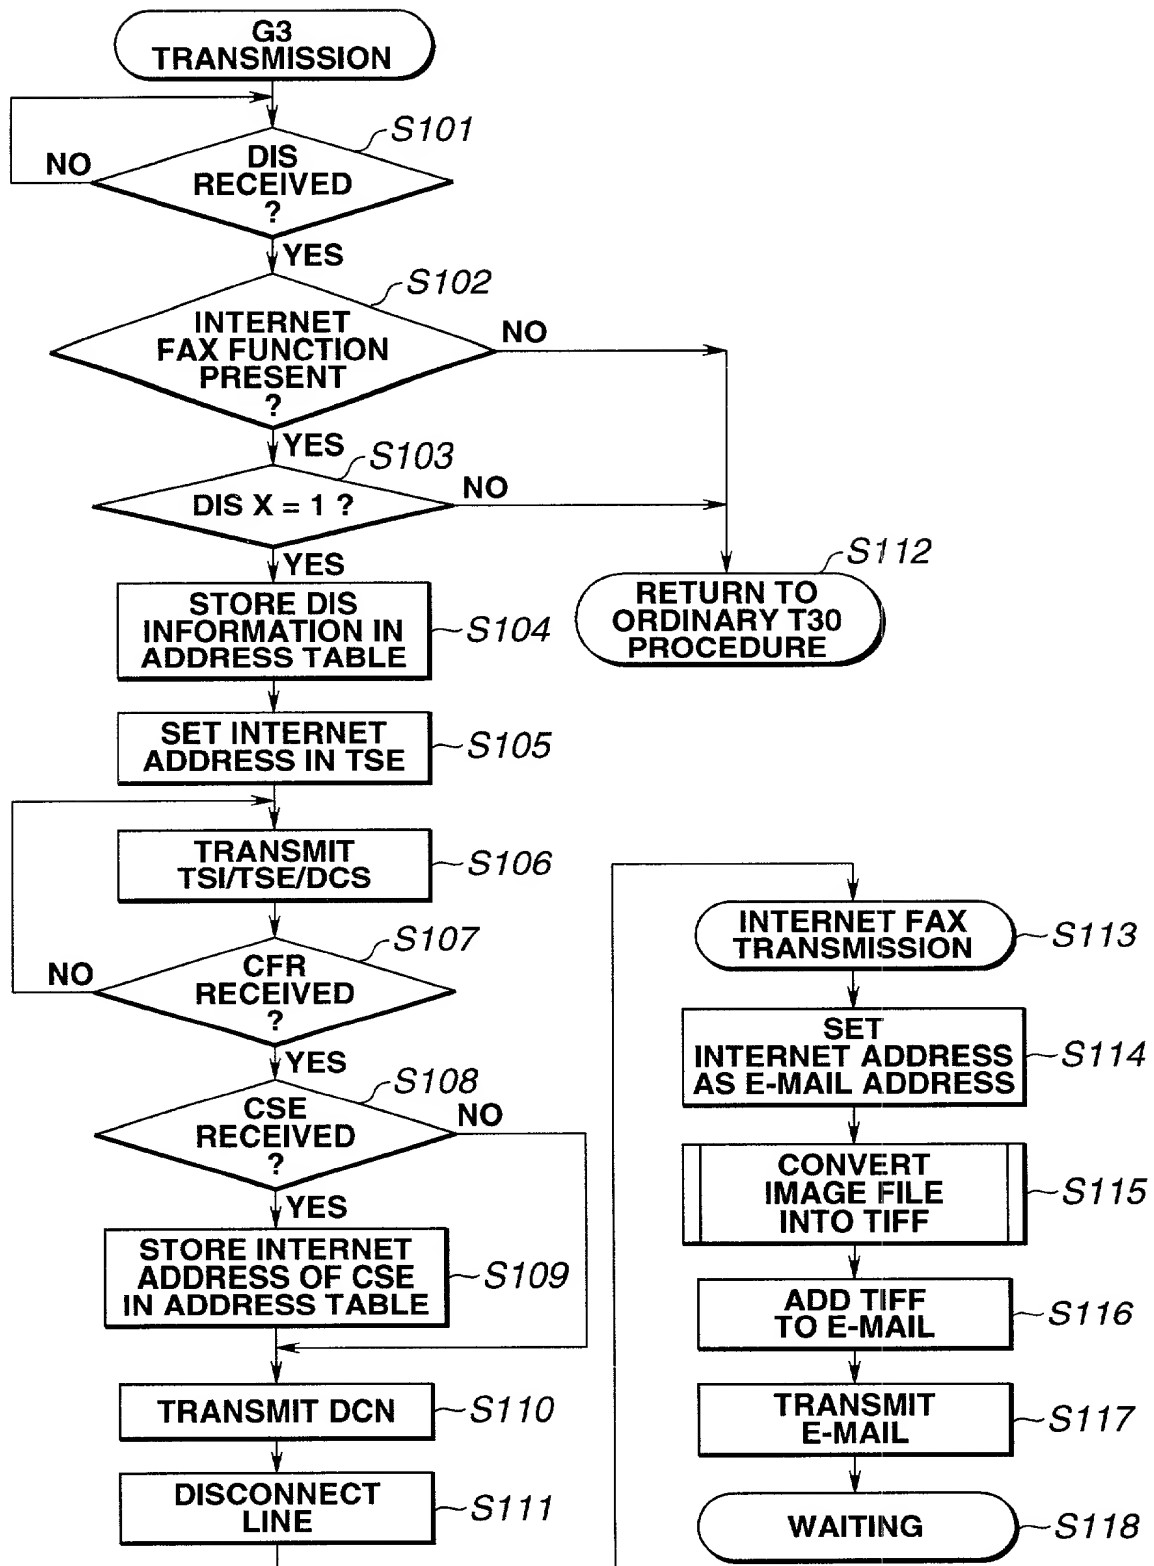 G3
TRANSMISSION
S101
NO
DIS
RECEIVED
?
YES
S102
INTERNET
FAX FUNCTION
PRESENT
?
NO
YES
S103
DIS X = 1 ?
NO
YES
S112
RETURN TO
ORDINARY T30
PROCEDURE
STORE DIS
INFORMATION IN
ADDRESS TABLE
S104
SET INTERNET
ADDRESS IN TSE
S105
TRANSMIT
TSI/TSE/DCS
S106
S107
NO
CFR
RECEIVED
?
YES
S108
CSE
RECEIVED
?
NO
YES
STORE INTERNET
ADDRESS OF CSE
IN ADDRESS TABLE
S109
TRANSMIT DCN
S110
DISCONNECT
LINE
S111
INTERNET FAX
TRANSMISSION
S113
SET
INTERNET ADDRESS
AS E-MAIL ADDRESS
S114
CONVERT
IMAGE FILE
INTO TIFF
S115
ADD TIFF
TO E-MAIL
S116
TRANSMIT
E-MAIL
S117
WAITING
S118